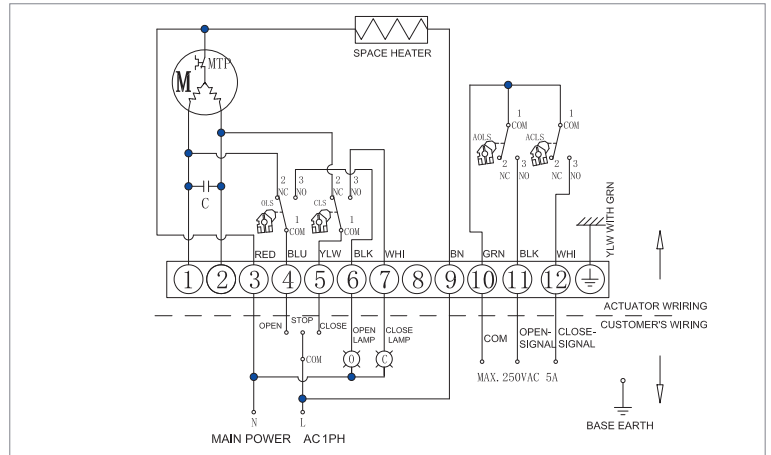 SPACE HEATER
MTP
M
1
COM
AOLS
2
NC
3
NO
1
COM
ACLS
2
NC
3
NO
C
2
NC
3
NO
OLS
1
COM
2
NC
3
NO
CLS
1
COM
YLW WITH GRN
RED BLU YLW BLK WHI BN GRN BLK WHI
1 2 3 4 5 6 7 8 9 10 11 12
ACTUATOR WRIRING
CUSTOMER'S WIRING
OPEN STOP CLOSE
COM
OPEN
LAMP
CLOSE
LAMP
O C
COM
OPEN-
SIGNAL
CLOSE-
SIGNAL
MAX. 250VAC 5A
N L
MAIN POWER AC 1PH
BASE EARTH